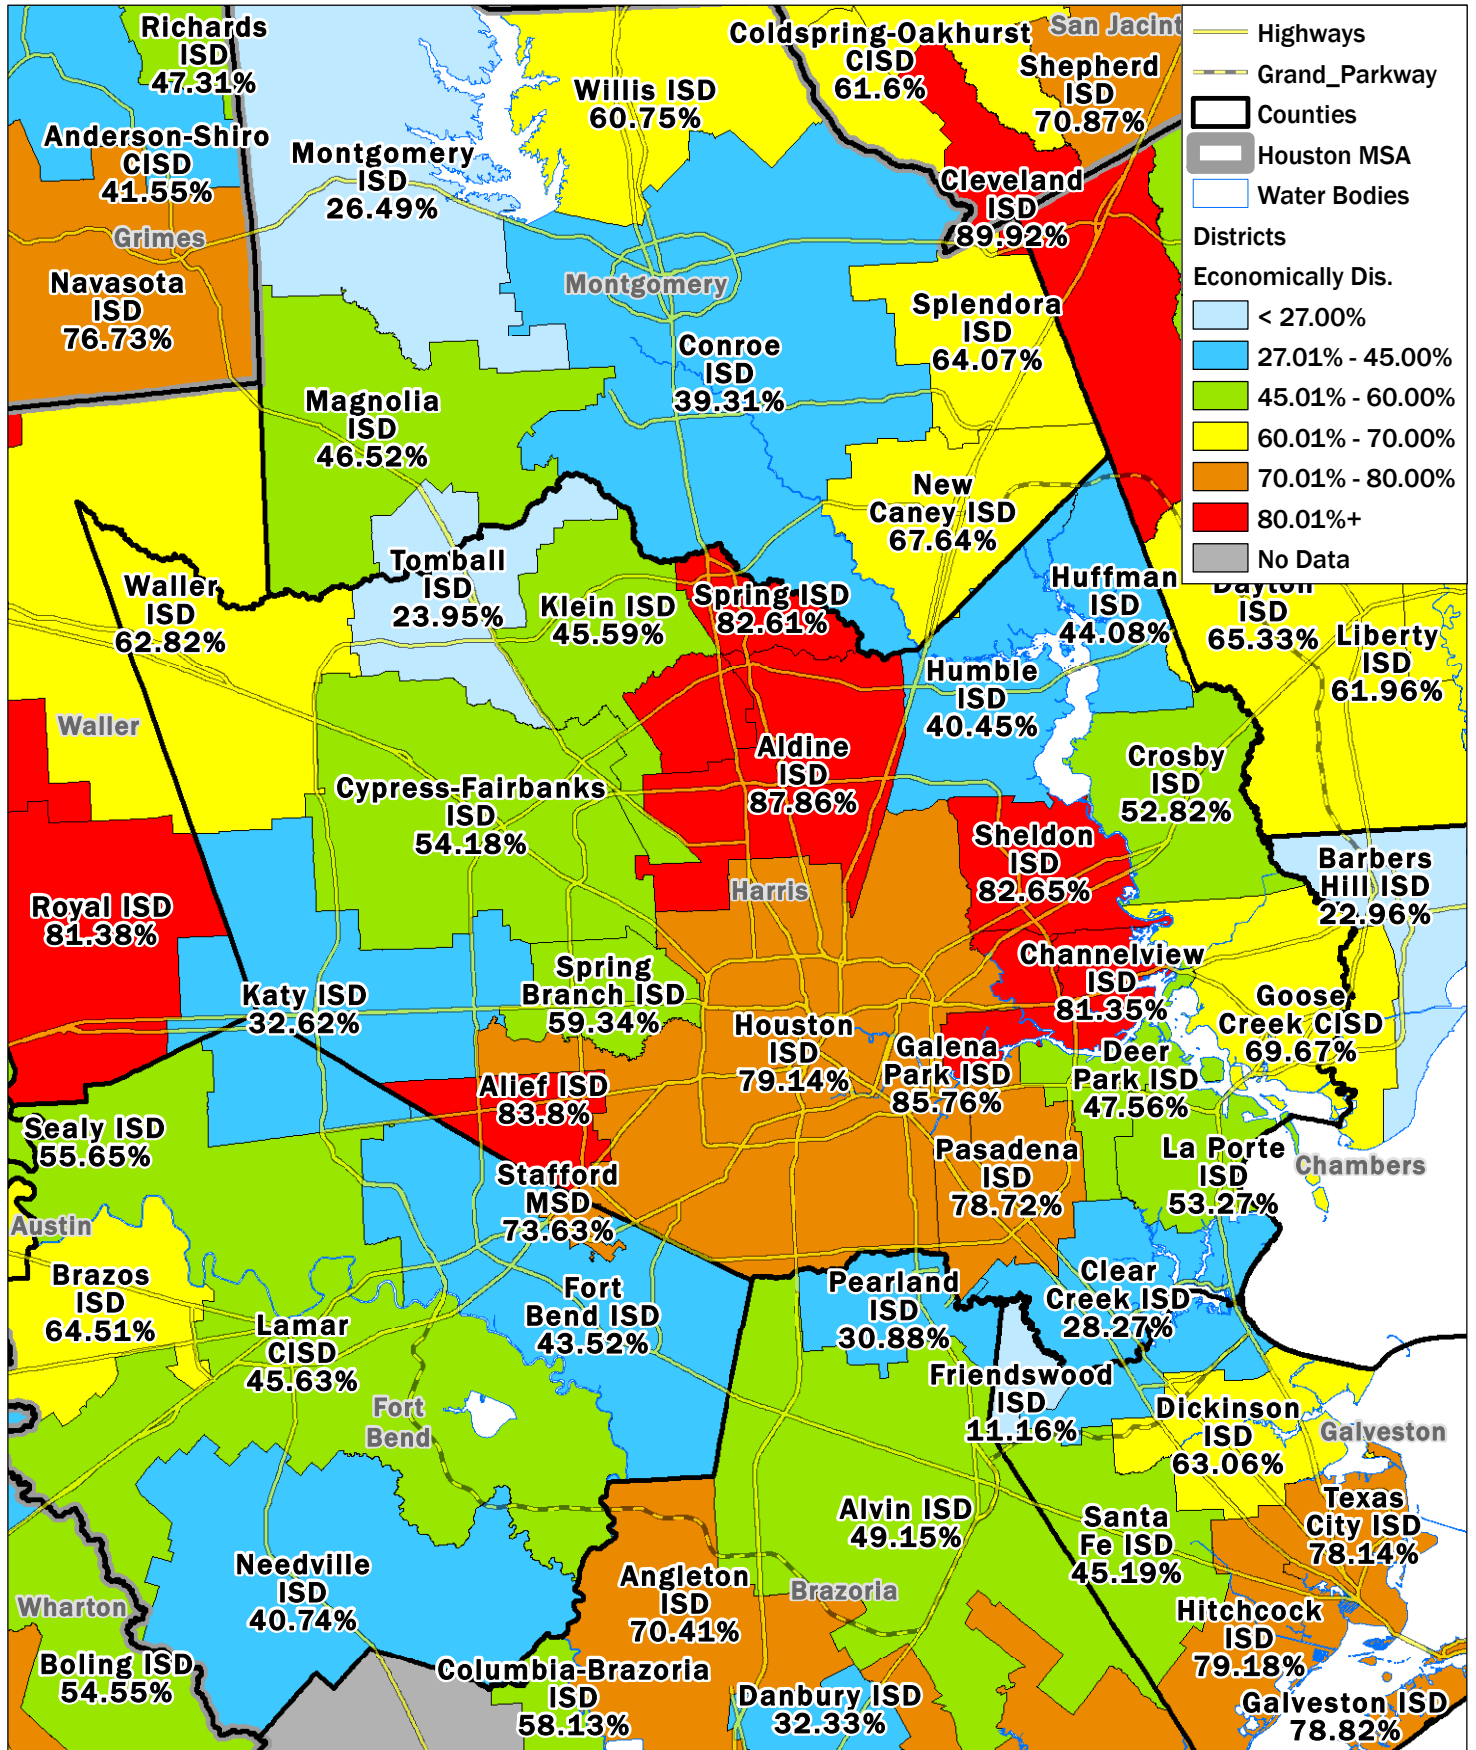 Richards
ISD
47.31%
Coldspring-Oakhurst
CISD
61.6%
San Jacint
Shepherd
ISD
70.87%
Willis ISD
60.75%
Anderson-Shiro
CISD
41.55%
Montgomery
ISD
26.49%
Cleveland
ISD
89.92%
Grimes
Navasota
ISD
76.73%
Montgomery
Splendora
ISD
64.07%
Conroe
ISD
39.31%
Magnolia
ISD
46.52%
New
Caney ISD
67.64%
Highways
Grand_Parkway
Counties
Houston MSA
Water Bodies
Districts
Economically Dis.
< 27.00%
27.01% - 45.00%
45.01% - 60.00%
60.01% - 70.00%
70.01% - 80.00%
80.01%+
No Data
Waller
ISD
62.82%
Tomball
ISD
23.95%
Klein ISD
45.59%
Spring ISD
82.61%
Huffman
ISD
44.08%
Dayton
ISD
65.33%
Liberty
ISD
61.96%
Humble
ISD
40.45%
Waller
Cypress-Fairbanks
ISD
54.18%
Aldine
ISD
87.86%
Crosby
ISD
52.82%
Sheldon
ISD
82.65%
Barbers
Hill ISD
22.96%
Harris
Royal ISD
81.38%
Katy ISD
32.62%
Spring
Branch ISD
59.34%
Channelview
ISD
81.35%
Goose
Creek CISD
69.67%
Houston
ISD
79.14%
Galena
Park ISD
85.76%
Deer
Park ISD
47.56%
Alief ISD
83.8%
Sealy ISD
55.65%
Pasadena
ISD
78.72%
La Porte
ISD
53.27%
Chambers
Stafford
MSD
73.63%
Austin
Brazos
ISD
64.51%
Fort
Bend ISD
43.52%
Pearland
ISD
30.88%
Clear
Creek ISD
28.27%
Lamar
CISD
45.63%
Friendswood
ISD
11.16%
Fort
Bend
Dickinson
ISD
63.06%
Galveston
Alvin ISD
49.15%
Santa
Fe ISD
45.19%
Texas
City ISD
78.14%
Needville
ISD
40.74%
Angleton
ISD
70.41%
Brazoria
Wharton
Hitchcock
ISD
79.18%
Boling ISD
54.55%
Columbia-Brazoria
ISD
58.13%
Danbury ISD
32.33%
Galveston ISD
78.82%